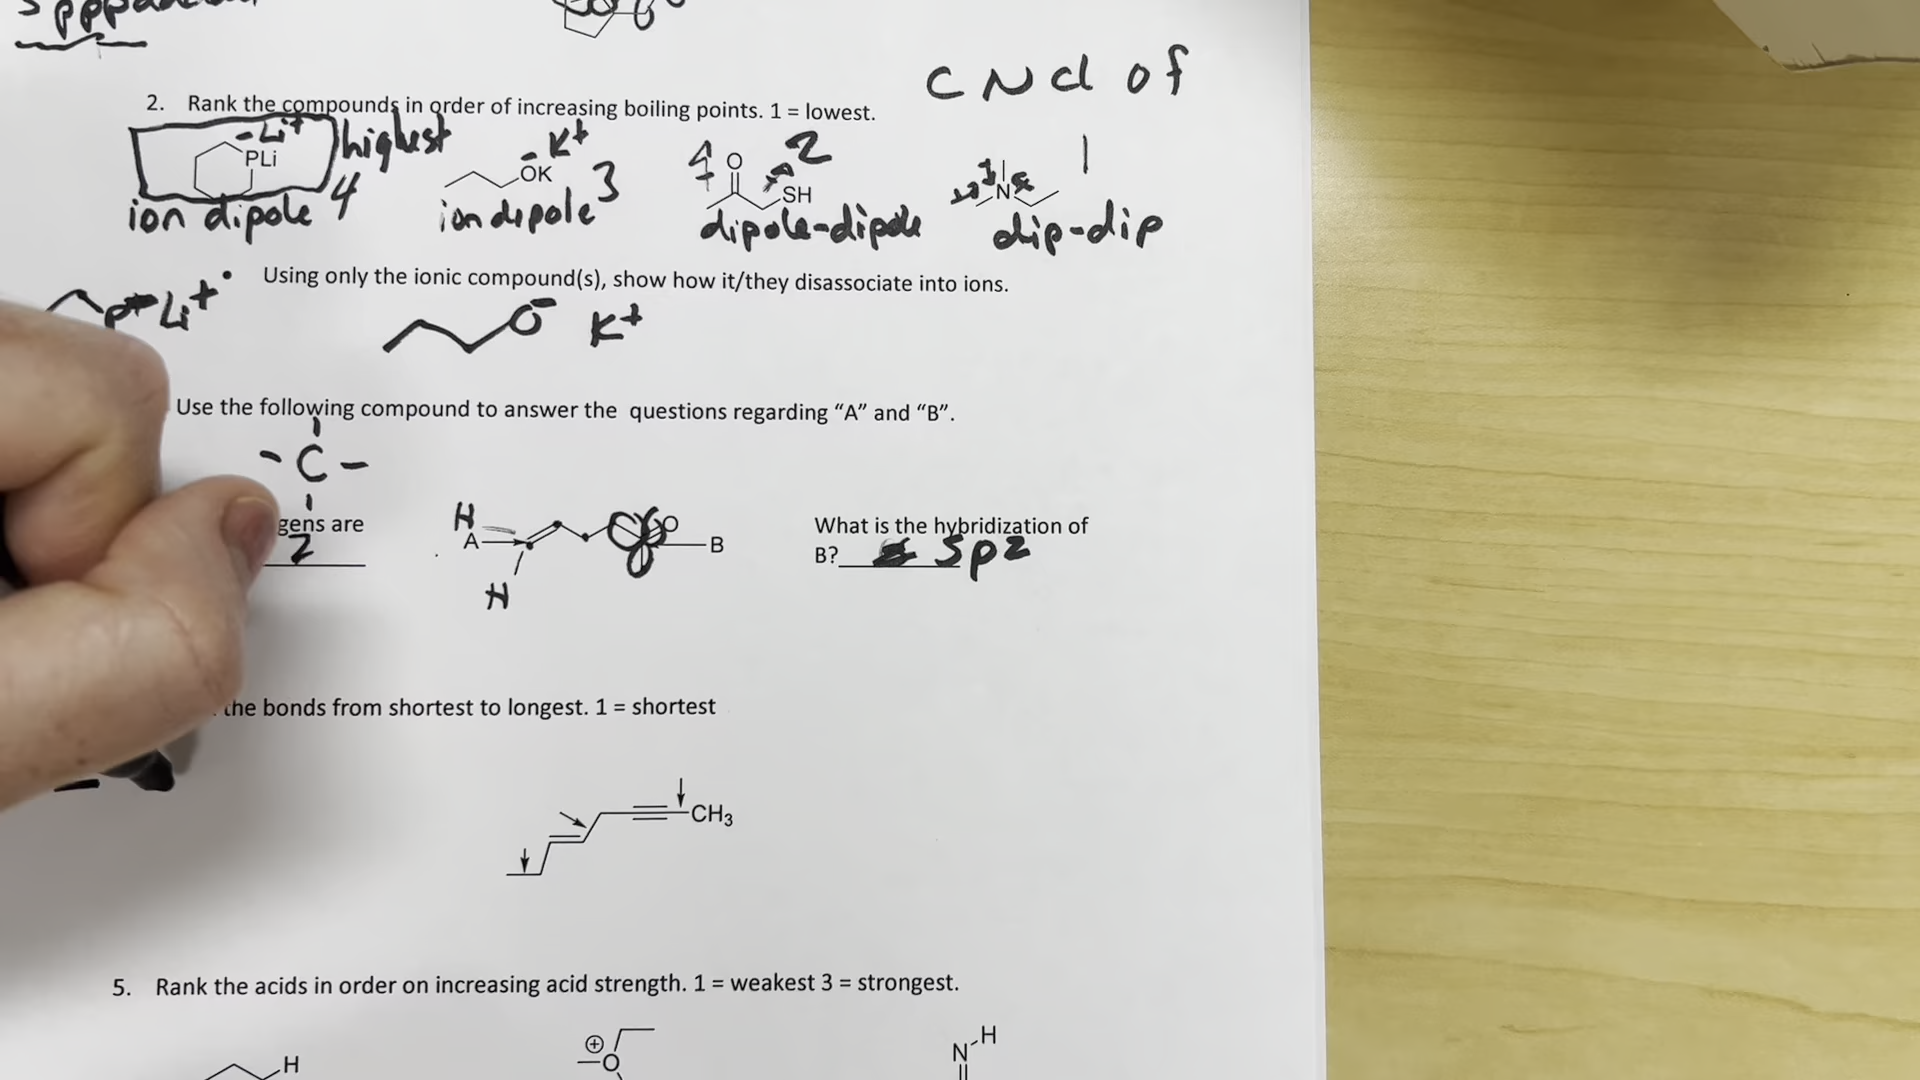 CNClof
2. Rank the compounds in order of increasing boiling points. 1 = lowest.
-Li+ highest
PLi
4
ion dipole
- K+
OK
3
ion dipole
O
2
SH
dipole-dipole
1
N
dip-dip
• Using only the ionic compound(s), show how it/they disassociate into ions.
P- Li+
O- K+
Use the following compound to answer the questions regarding “A” and “B”.
- C -
gens are
2
H
A
H
O
B
What is the hybridization of
B? sp2
the bonds from shortest to longest. 1 = shortest
CH3
5. Rank the acids in order on increasing acid strength. 1 = weakest 3 = strongest.
H
⊕
O
N
H